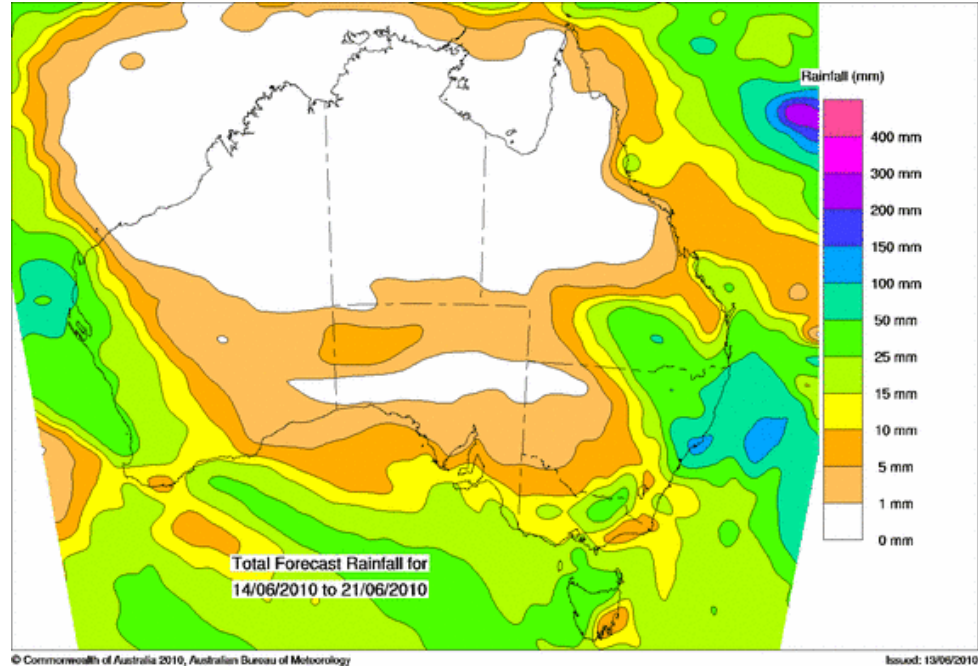 Rainfall (mm)
400 mm
300 mm
200 mm
150 mm
100 mm
50 mm
25 mm
15 mm
10 mm
5 mm
1 mm
0 mm
Total Forecast Rainfall for
14/06/2010 to 21/06/2010
© Commonwealth of Australia 2010, Australian Bureau of Meteorology
Issued: 13/06/2010